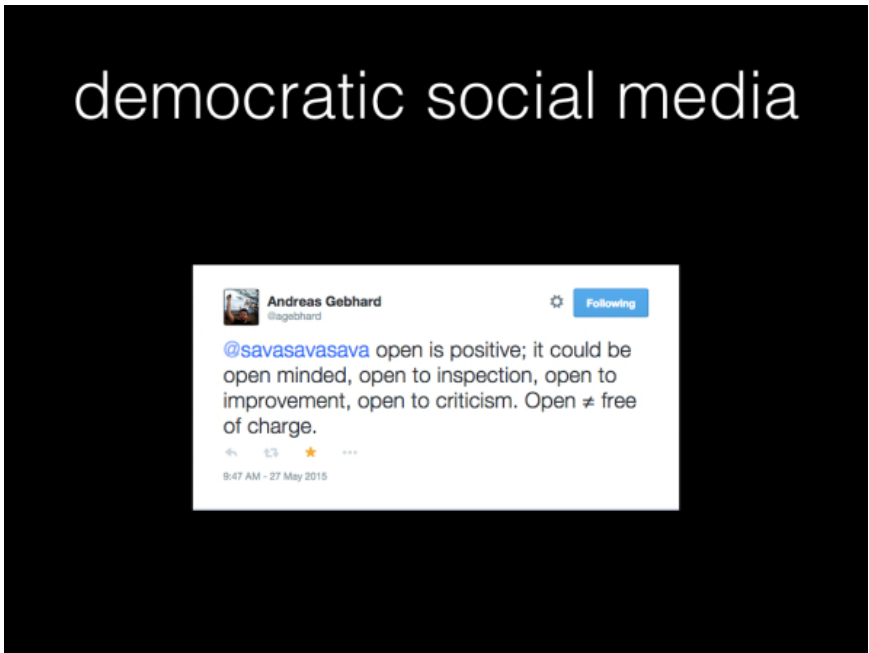 democratic social media
Andreas Gebhard
@agebhard
Following
@savasavasava open is positive; it could be
open minded, open to inspection, open to
improvement, open to criticism. Open ≠ free
of charge.
9:47 AM - 27 May 2015